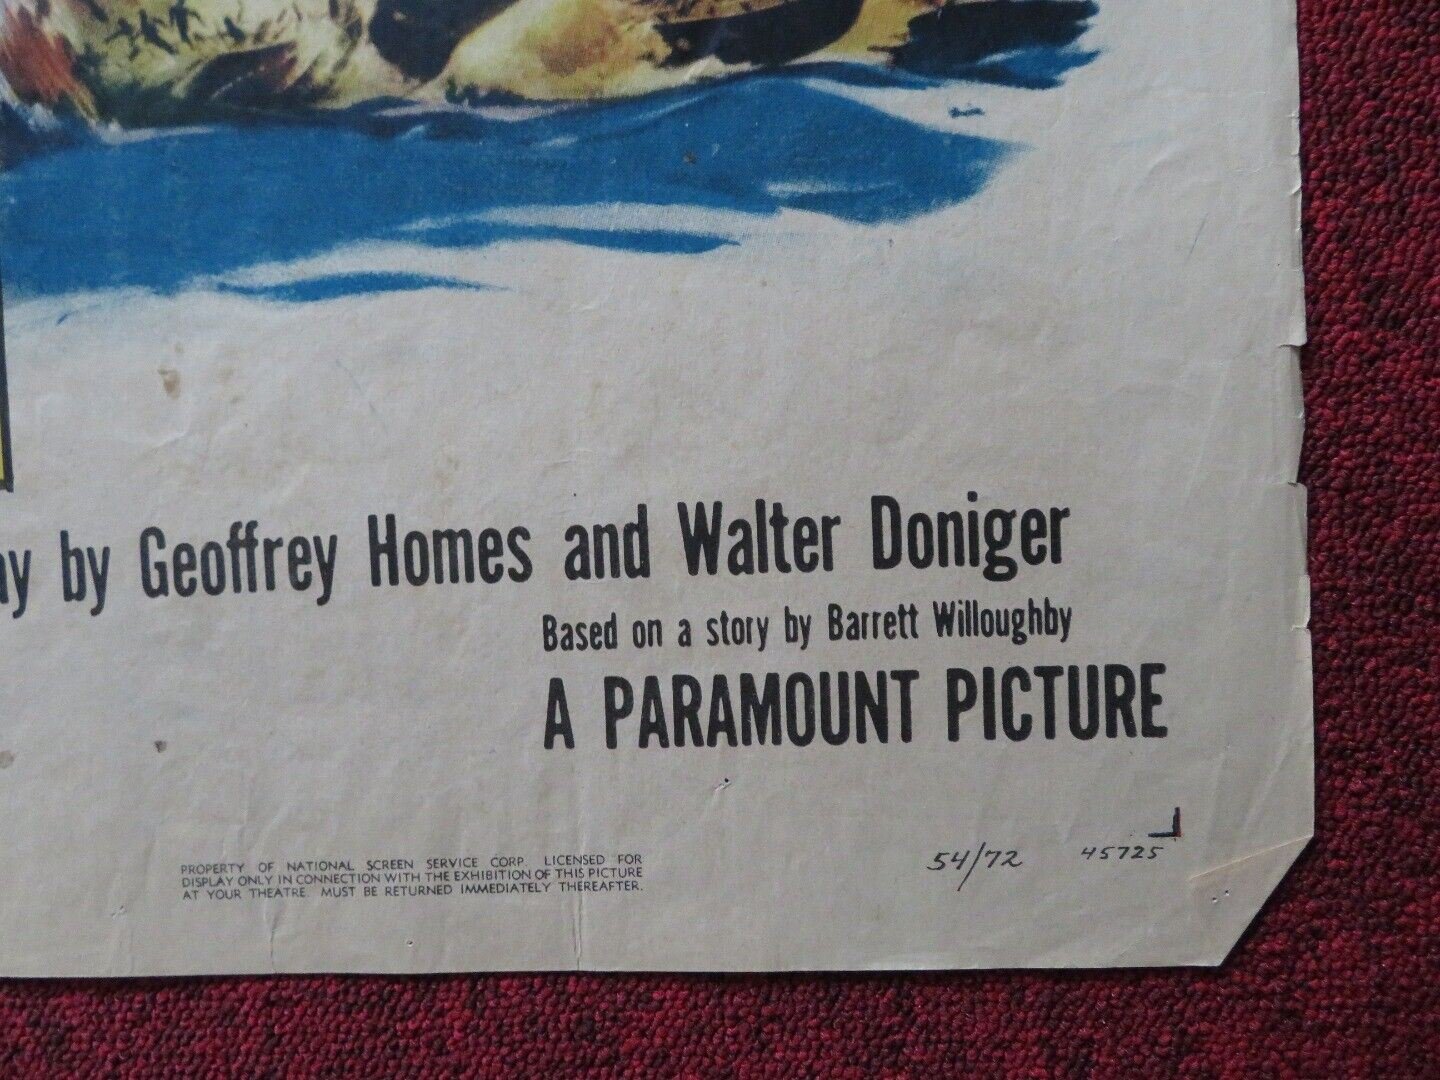 ay by Geoffrey Homes and Walter Doniger
Based on a story by Barrett Willoughby
A PARAMOUNT PICTURE
PROPERTY OF NATIONAL SCREEN SERVICE CORP. LICENSED FOR
DISPLAY ONLY IN CONNECTION WITH THE EXHIBITION OF THIS PICTURE
AT YOUR THEATRE. MUST BE RETURNED IMMEDIATELY THEREAFTER.
54/72 45725